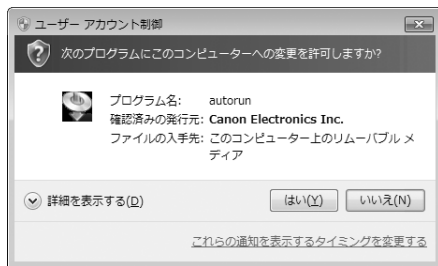 ユーザー アカウント制御
次のプログラムにこのコンピューターへの変更を許可しますか?
プログラム名: autorun
確認済みの発行元: Canon Electronics Inc.
ファイルの入手先: このコンピューター上のリムーバブル メ
ディア
詳細を表示する(D)
はい(Y)
いいえ(N)
これらの通知を表示するタイミングを変更する